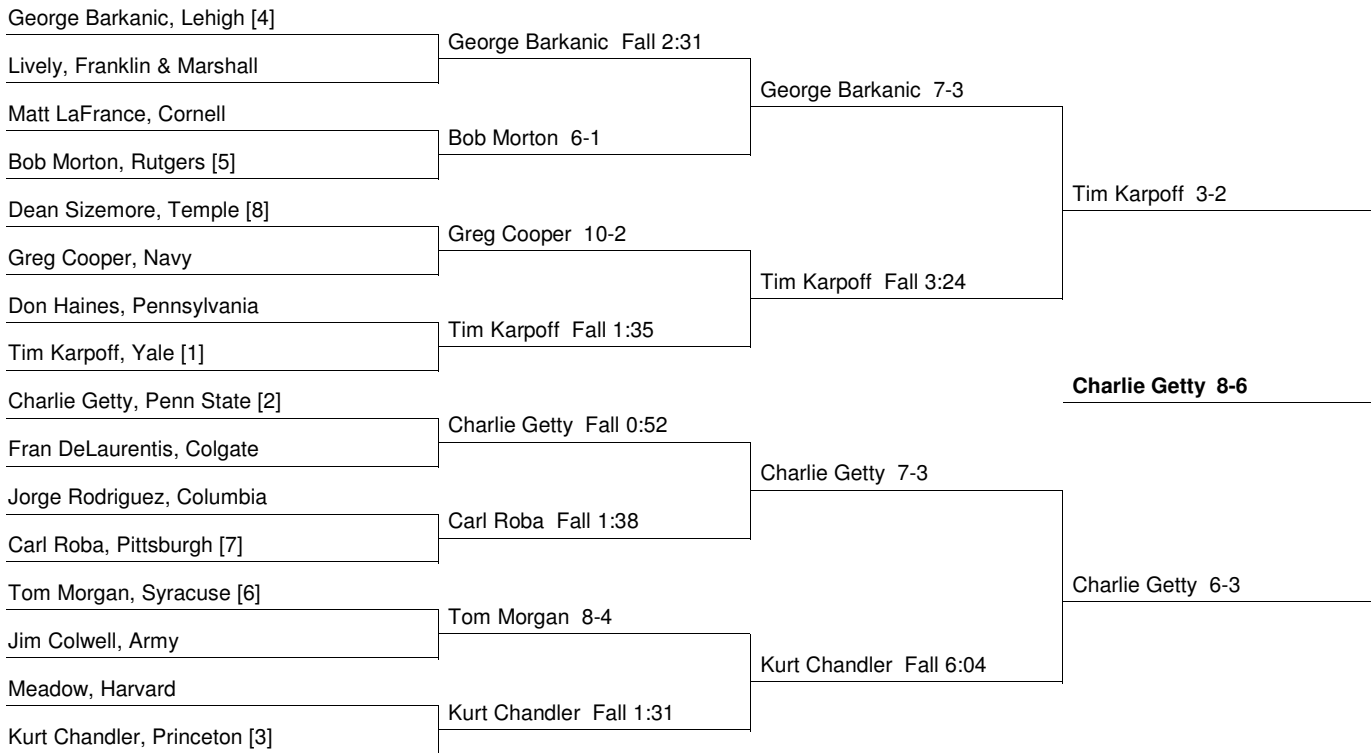 George Barkanic, Lehigh [4]
Lively, Franklin & Marshall
Matt LaFrance, Cornell
Bob Morton, Rutgers [5]
Dean Sizemore, Temple [8]
Greg Cooper, Navy
Don Haines, Pennsylvania
Tim Karpoff, Yale [1]
Charlie Getty, Penn State [2]
Fran DeLaurentis, Colgate
Jorge Rodriguez, Columbia
Carl Roba, Pittsburgh [7]
Tom Morgan, Syracuse [6]
Jim Colwell, Army
Meadow, Harvard
Kurt Chandler, Princeton [3]
George Barkanic Fall 2:31
Bob Morton 6-1
Greg Cooper 10-2
Tim Karpoff Fall 1:35
Charlie Getty Fall 0:52
Carl Roba Fall 1:38
Tom Morgan 8-4
Kurt Chandler Fall 1:31
George Barkanic 7-3
Tim Karpoff Fall 3:24
Charlie Getty 7-3
Kurt Chandler Fall 6:04
Tim Karpoff 3-2
Charlie Getty 8-6
Charlie Getty 6-3